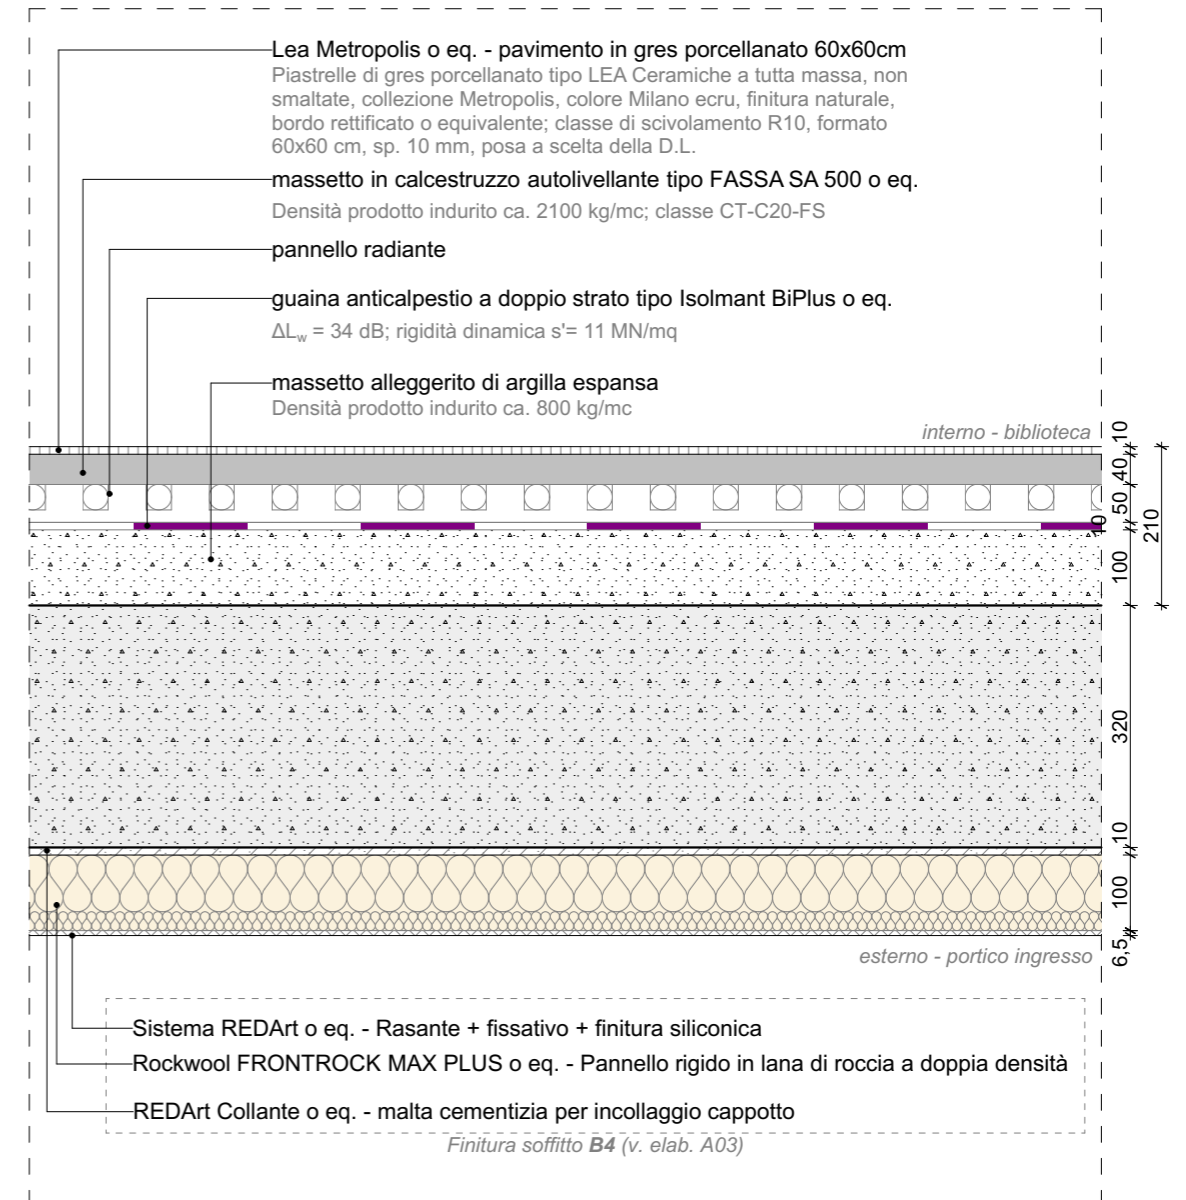 Lea Metropolis o eq. - pavimento in gres porcellanato 60x60cm
Piastrelle di gres porcellanato tipo LEA Ceramiche a tutta massa, non
smaltate, collezione Metropolis, colore Milano ecru, finitura naturale,
bordo rettificato o equivalente; classe di scivolamento R10, formato
60x60 cm, sp. 10 mm, posa a scelta della D.L.
massetto in calcestruzzo autolivellante tipo FASSA SA 500 o eq.
Densità prodotto indurito ca. 2100 kg/mc; classe CT-C20-FS
pannello radiante
guaina anticalpestio a doppio strato tipo Isolmant BiPlus o eq.
ΔLw = 34 dB; rigidità dinamica s'= 11 MN/mq
massetto alleggerito di argilla espansa
Densità prodotto indurito ca. 800 kg/mc
interno - biblioteca
10
40
50
10
100
210
320
10
100
6,5
esterno - portico ingresso
Sistema REDArt o eq. - Rasante + fissativo + finitura siliconica
Rockwool FRONTROCK MAX PLUS o eq. - Pannello rigido in lana di roccia a doppia densità
REDArt Collante o eq. - malta cementizia per incollaggio cappotto
Finitura soffitto B4 (v. elab. A03)